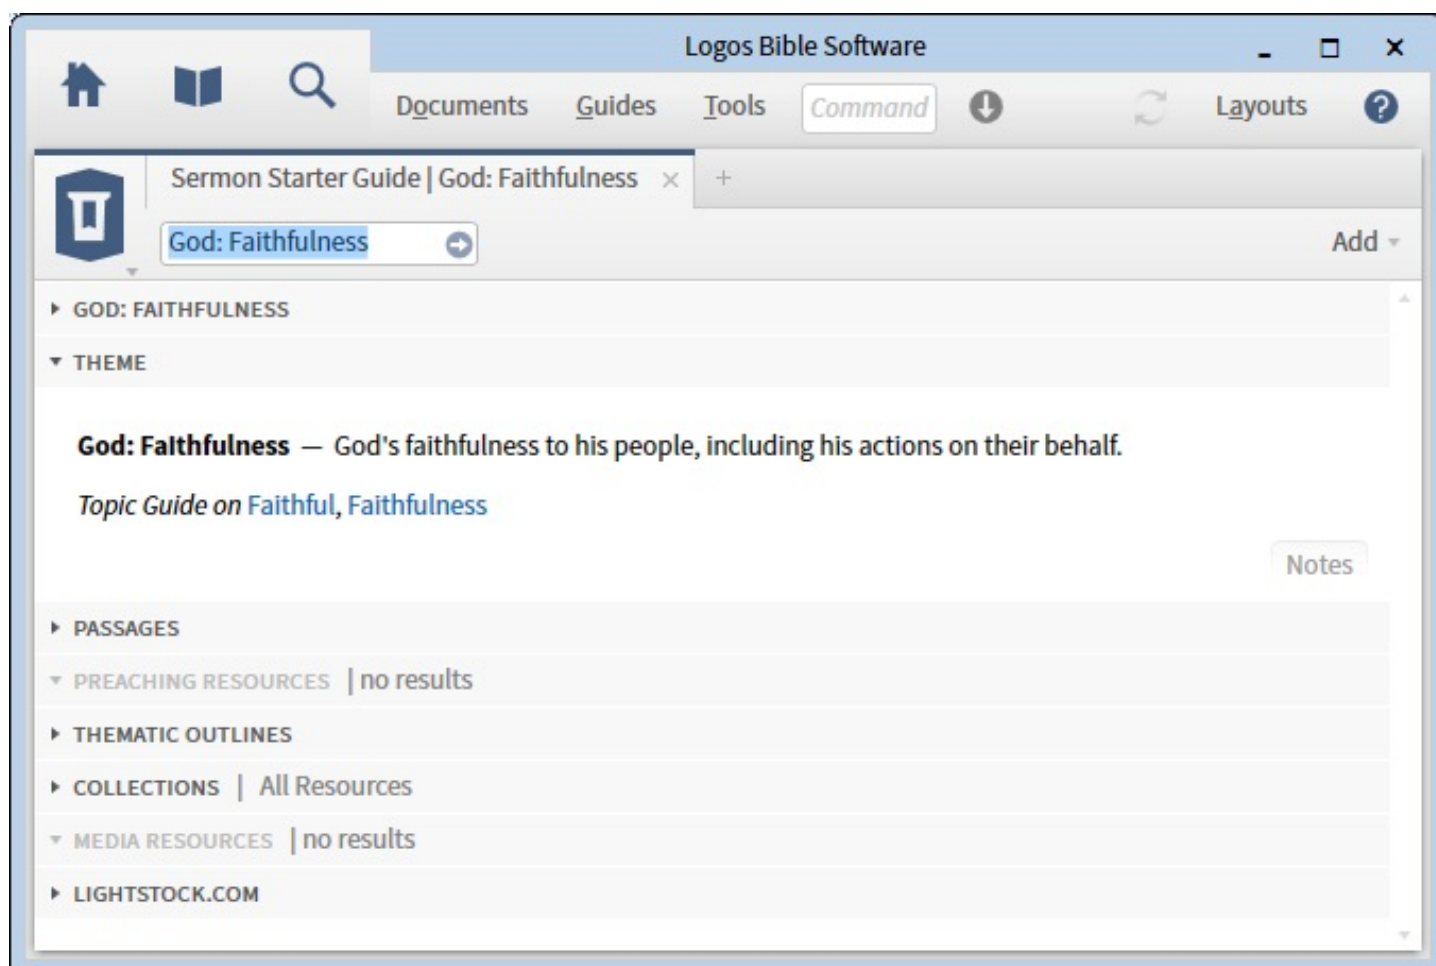 Logos Bible Software
Documents Guides Tools Command Layouts ?
Sermon Starter Guide | God: Faithfulness × +
God: Faithfulness Add
GOD: FAITHFULNESS
THEME
God: FaIthfulness — God's faithfulness to his people, including his actions on their behalf.
Topic Guide on Faithful, Faithfulness
Notes
PASSAGES
PREACHING RESOURCES | no results
THEMATIC OUTLINES
COLLECTIONS | All Resources
MEDIA RESOURCES | no results
LIGHTSTOCK.COM